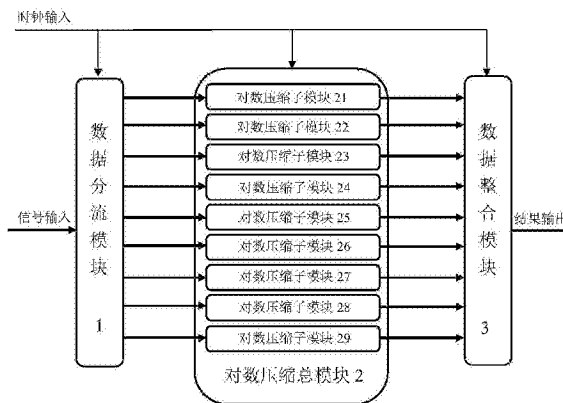 时钟输入
信号输入
数据分流模块 1
对数压缩子模块 21
对数压缩子模块 22
对数压缩子模块 23
对数压缩子模块 24
对数压缩子模块 25
对数压缩子模块 26
对数压缩子模块 27
对数压缩子模块 28
对数压缩子模块 29
对数压缩总模块 2
数据整合模块 3
结果输出